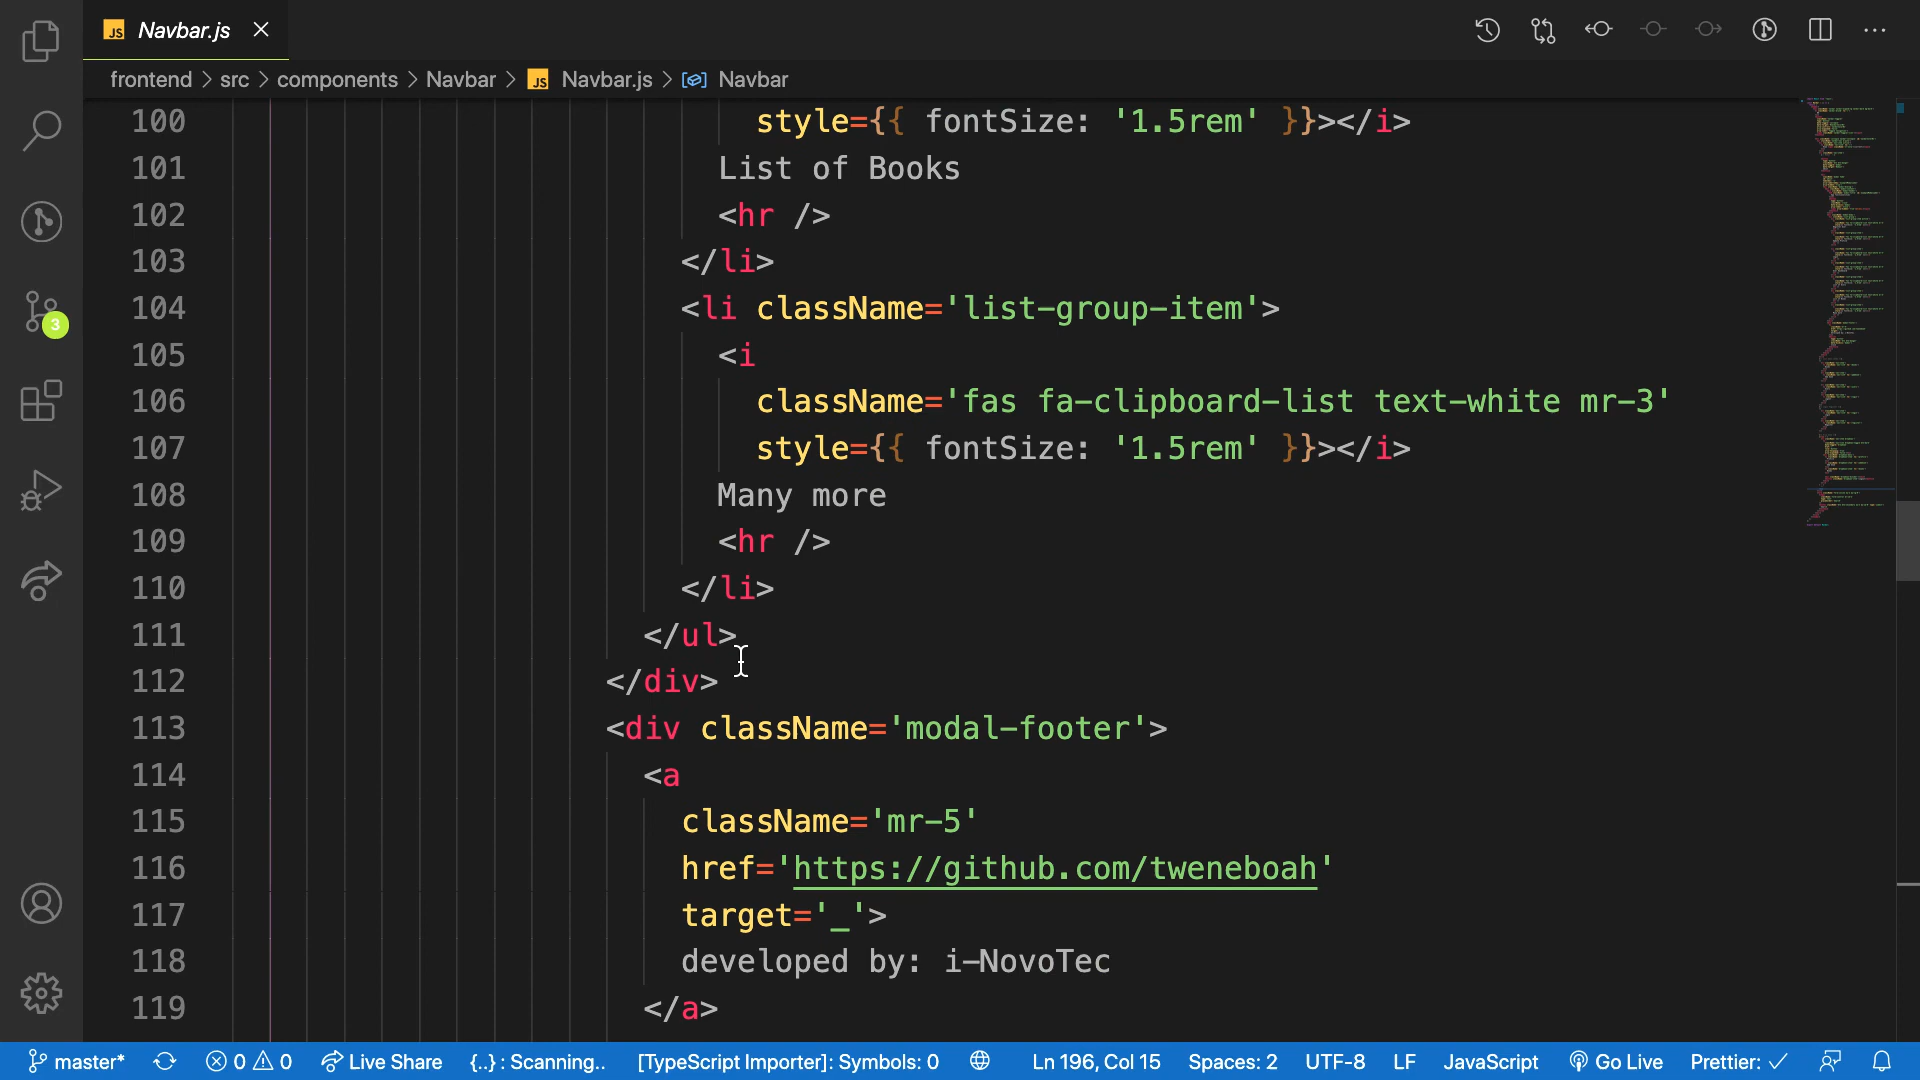 JS Navbar.js
frontend > src > components > Navbar > JS Navbar.js > Navbar
100 style={{ fontSize: '1.5rem' }}></i>
101 List of Books
102 <hr />
103 </li>
104 <li className='list-group-item'>
105 <i
106 className='fas fa-clipboard-list text-white mr-3'
107 style={{ fontSize: '1.5rem' }}></i>
108 Many more
109 <hr />
110 </li>
111 </ul>
112 </div>
113 <div className='modal-footer'>
114 <a
115 className='mr-5'
116 href='https://github.com/tweneboah'
117 target='_'>
118 developed by: i-NovoTec
119 </a>
3
master* 0 0 Live Share {..} : Scanning.. [TypeScript Importer]: Symbols: 0 Ln 196, Col 15 Spaces: 2 UTF-8 LF JavaScript Go Live Prettier: ✓